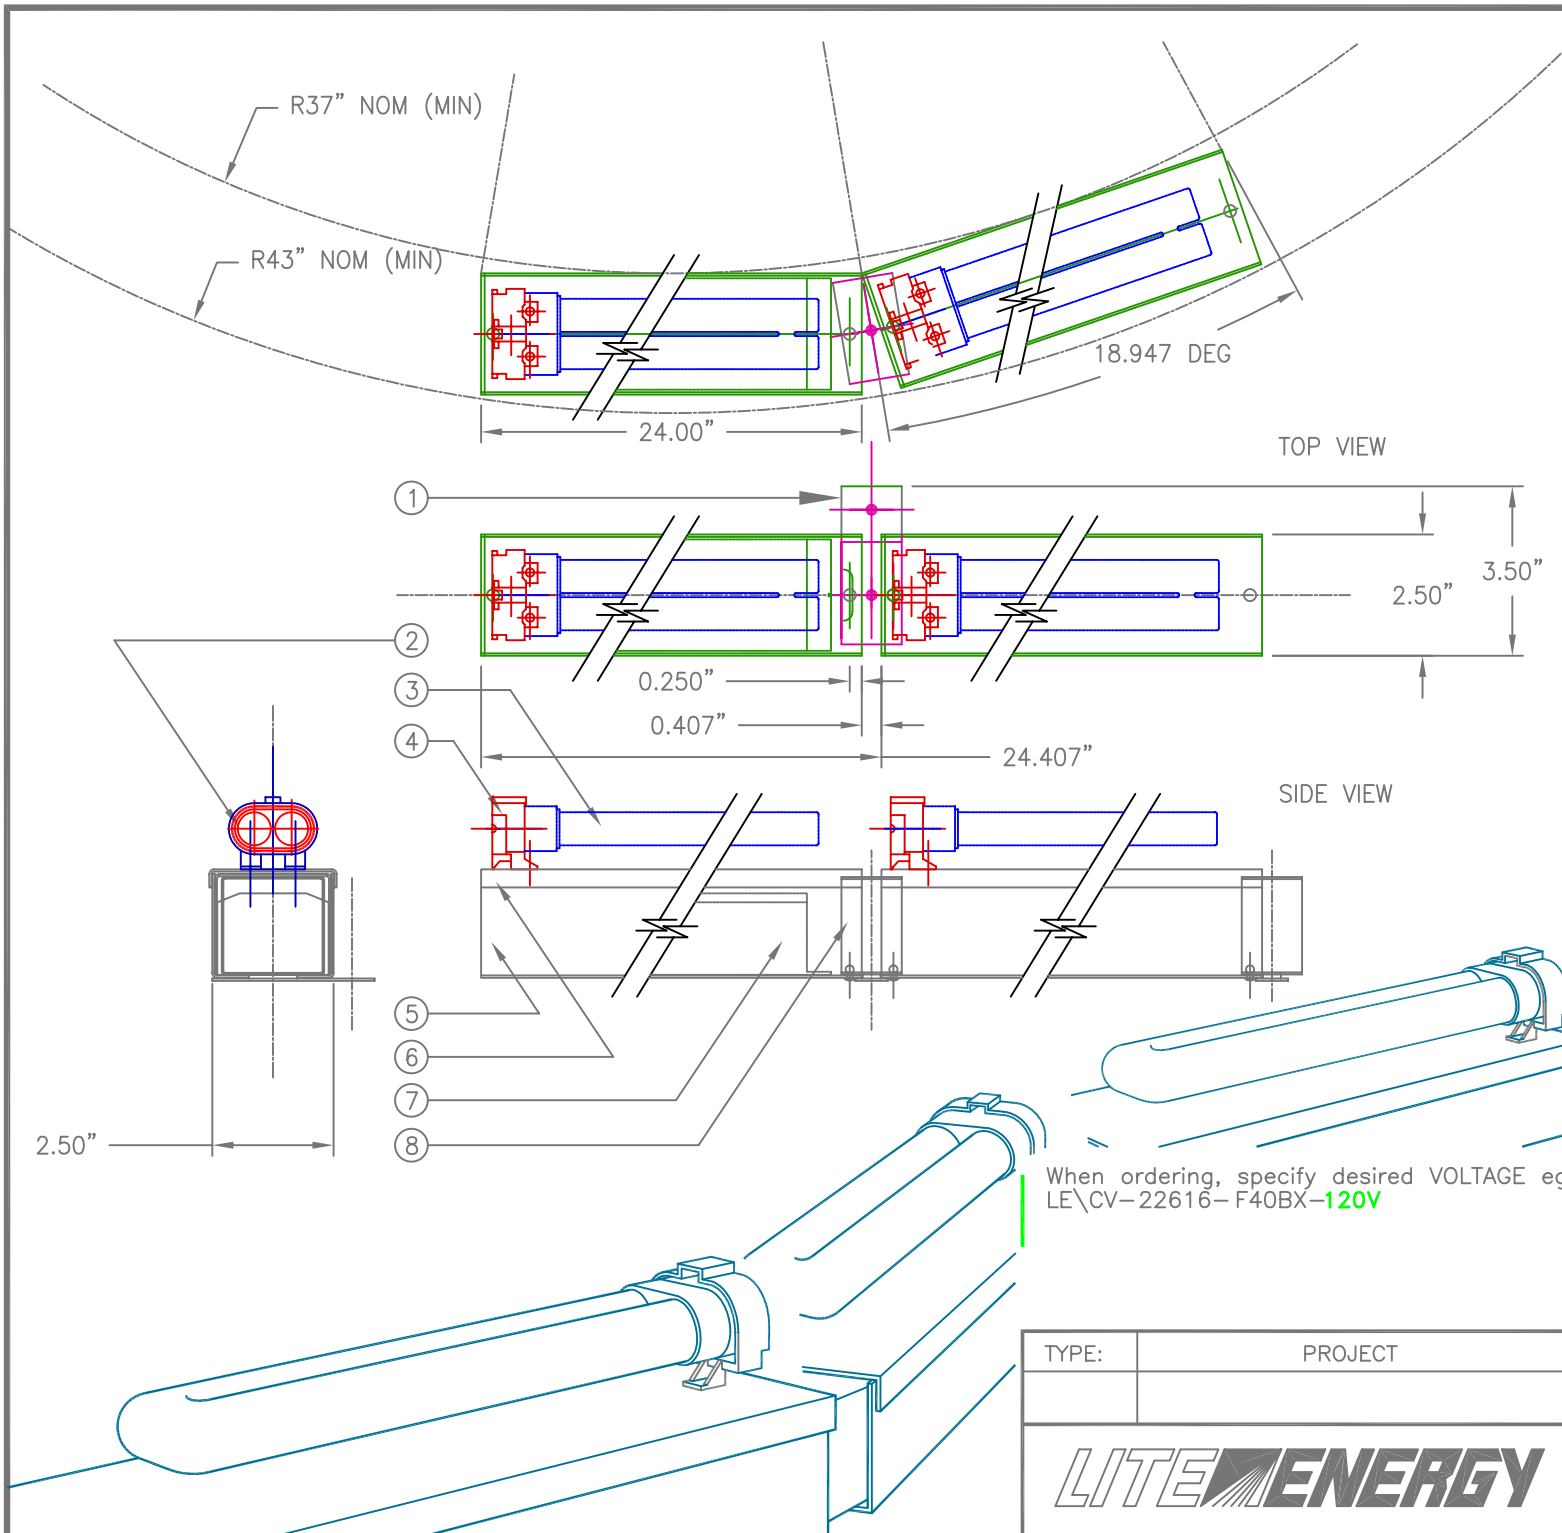 R37” NOM (MIN)
R43” NOM (MIN)
18.947 DEG
24.00”
TOP VIEW
1
3.50”
2.50”
2
0.250”
3
0.407”
4
24.407”
SIDE VIEW
5
6
7
8
2.50”
When ordering, specify desired VOLTAGE eg
LE\CV-22616-F40BX-120V
TYPE:
PROJECT
LITE ENERGY